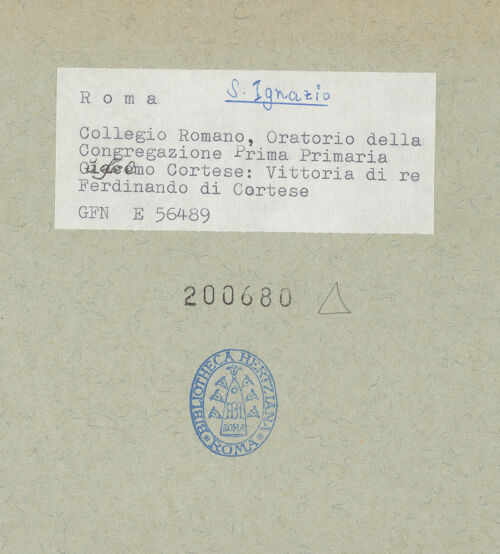 Roma
S. Ignazio
Collegio Romano, Oratorio della
Congregazione Prima Primaria
Cortese: Vittoria di re
Ferdinando di Cortese
GFN E 56489
200680
BIBLIOTHECA HERTZIANA
ROMA
ROMA